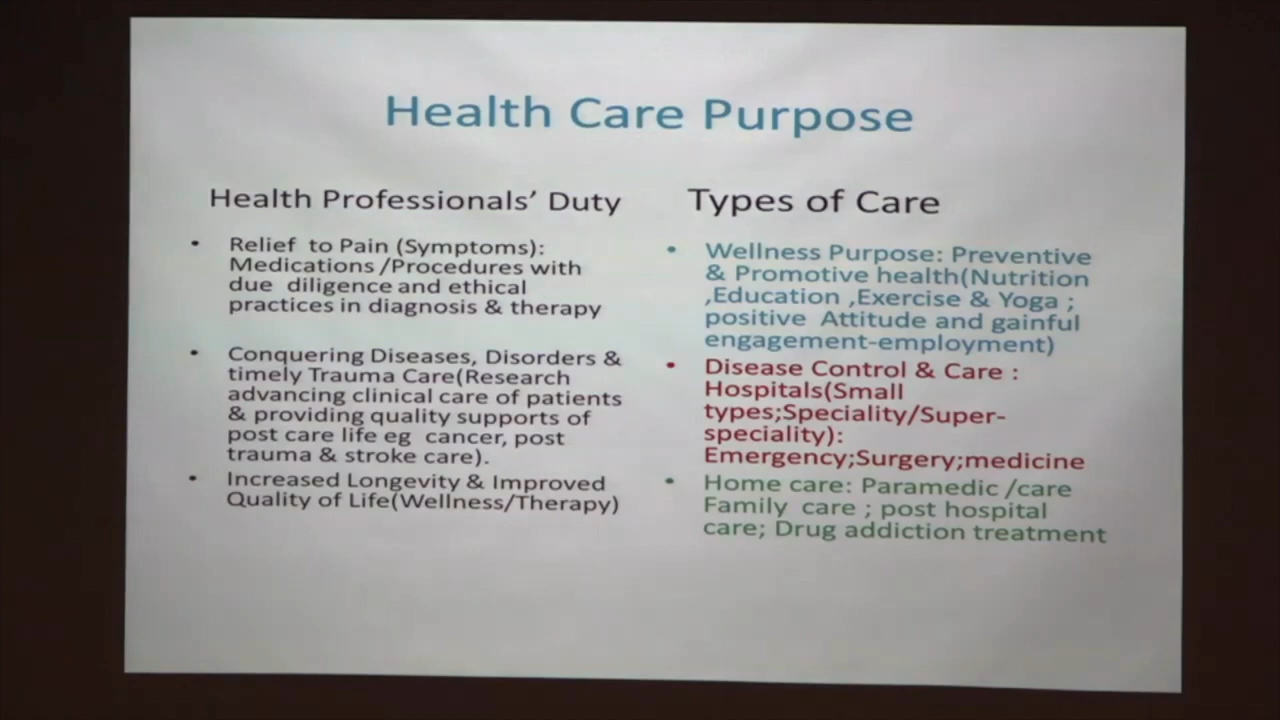 Health Care Purpose
Health Professionals’ Duty
• Relief to Pain (Symptoms):
Medications /Procedures with
due diligence and ethical
practices in diagnosis & therapy
• Conquering Diseases, Disorders &
timely Trauma Care(Research
advancing clinical care of patients
& providing quality supports of
post care life eg cancer, post
trauma & stroke care).
• Increased Longevity & Improved
Quality of Life(Wellness/Therapy)
Types of Care
• Wellness Purpose: Preventive
& Promotive health(Nutrition
,Education ,Exercise & Yoga ;
positive Attitude and gainful
engagement-employment)
• Disease Control & Care :
Hospitals(Small
types;Speciality/Super-
speciality):
Emergency;Surgery;medicine
• Home care: Paramedic /care
Family care ; post hospital
care; Drug addiction treatment